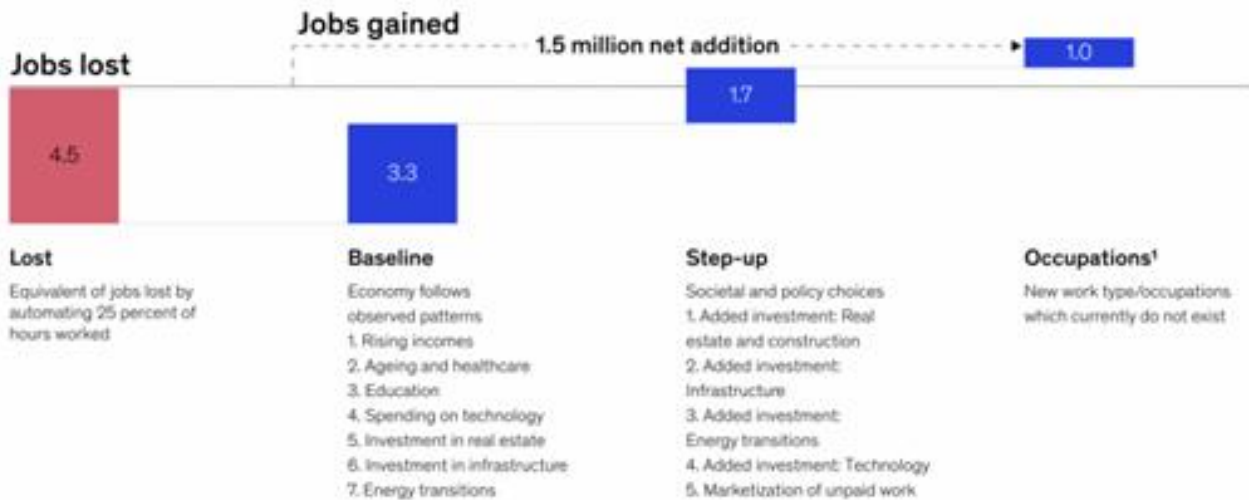 Jobs gained
1.5 million net addition
1.0
Jobs lost
1.7
4.5
3.3
Lost
Equivalent of jobs lost by
automating 25 percent of
hours worked
Baseline
Economy follows
observed patterns
1. Rising incomes
2. Ageing and healthcare
3. Education
4. Spending on technology
5. Investment in real estate
6. Investment in infrastructure
7. Energy transitions
Step-up
Societal and policy choices
1. Added investment: Real
estate and construction
2. Added investment:
Infrastructure
3. Added investment:
Energy transitions
4. Added investment: Technology
5. Marketization of unpaid work
Occupations¹
New work type/occupations
which currently do not exist